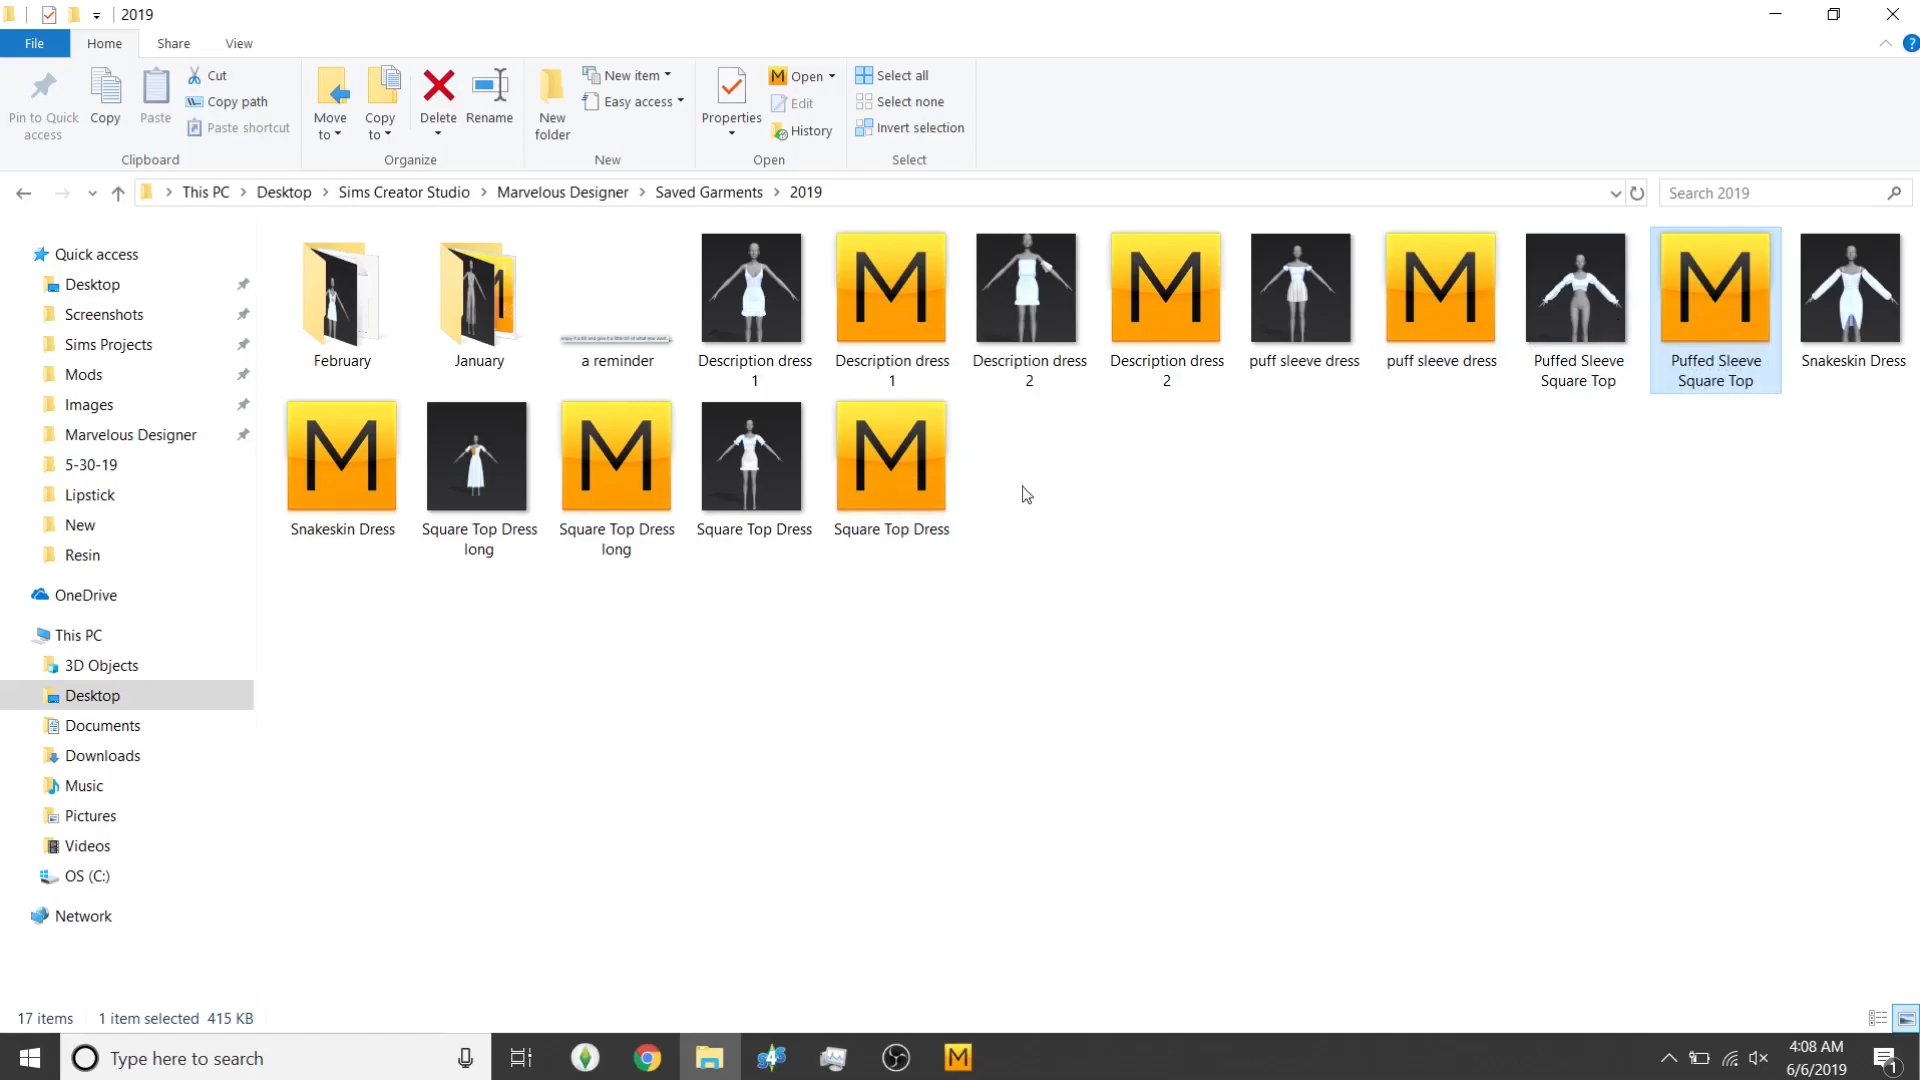 2019
File
Home
Share
View
Pin to Quick
access
Copy
Paste
Cut
Copy path
Paste shortcut
Clipboard
Move
to
Copy
to
Delete
Rename
Organize
New
folder
New item
Easy access
New
Properties
Open
Edit
History
Open
Select all
Select none
Invert selection
Select
This PC
Desktop
Sims Creator Studio
Marvelous Designer
Saved Garments
2019
Search 2019
Quick access
Desktop
Screenshots
Sims Projects
Mods
Images
Marvelous Designer
5-30-19
Lipstick
New
Resin
OneDrive
This PC
3D Objects
Desktop
Documents
Downloads
Music
Pictures
Videos
OS (C:)
Network
February
January
a reminder
Description dress
1
M
Description dress
1
Description dress
2
M
Description dress
2
puff sleeve dress
M
puff sleeve dress
Puffed Sleeve
Square Top
M
Puffed Sleeve
Square Top
Snakeskin Dress
M
Snakeskin Dress
Square Top Dress
long
M
Square Top Dress
long
Square Top Dress
M
Square Top Dress
17 items
1 item selected 415 KB
Type here to search
M
4:08 AM
6/6/2019
1